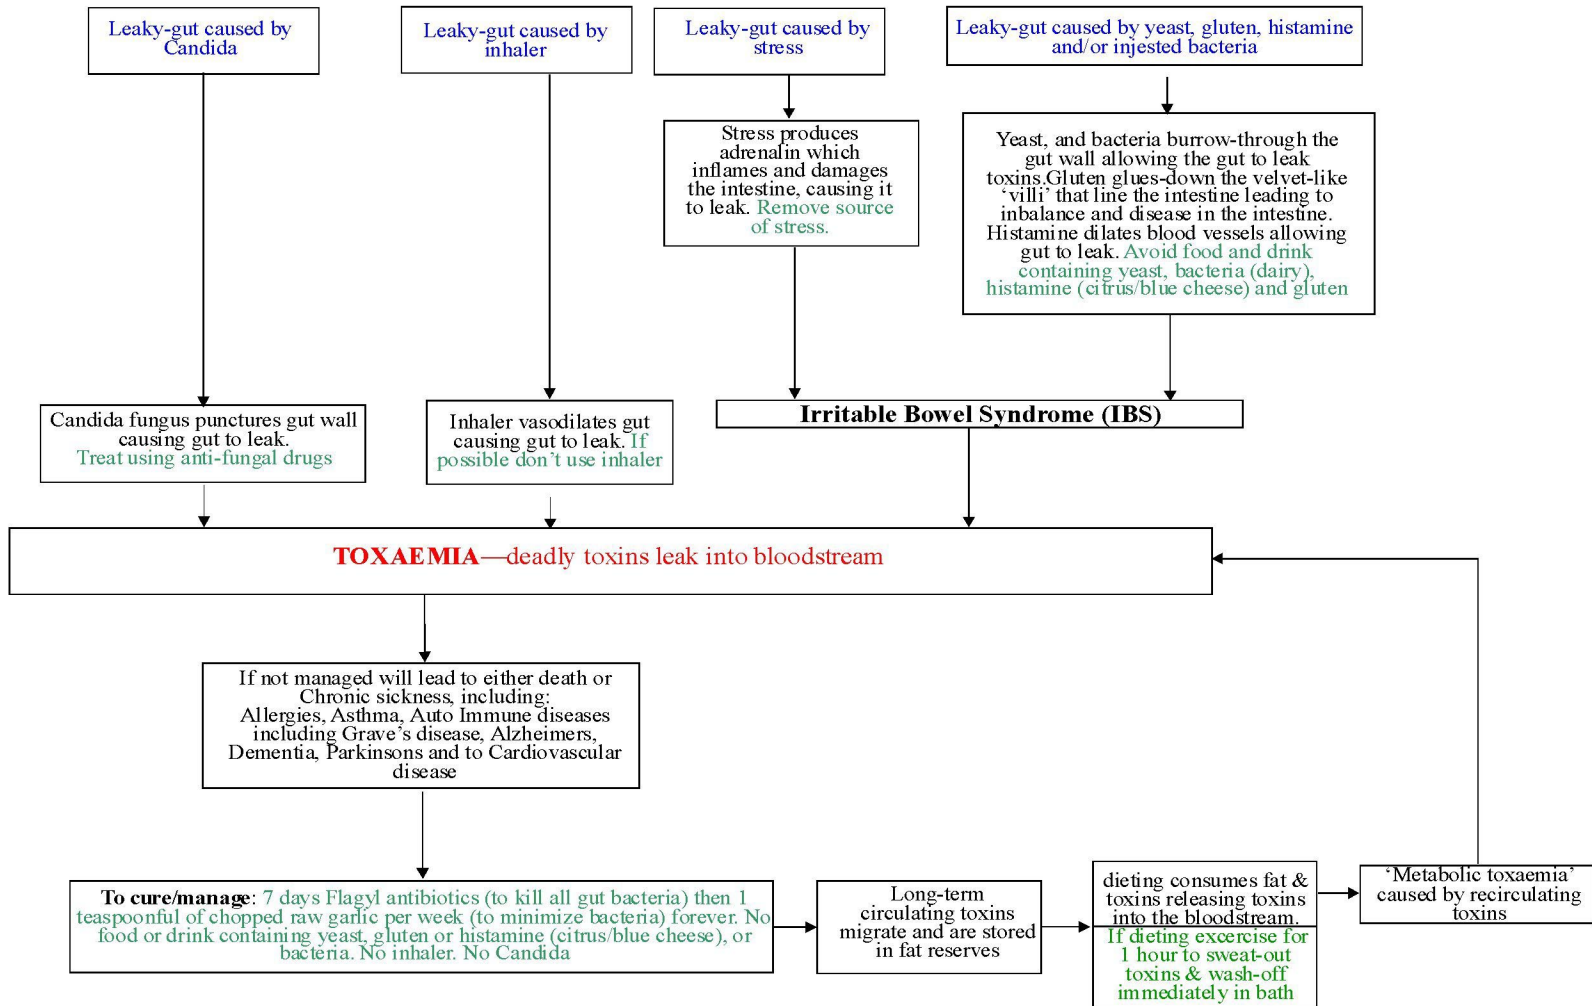 Leaky-gut caused by
Candida
Leaky-gut caused by
inhaler
Leaky-gut caused by
stress
Leaky-gut caused by yeast, gluten, histamine
and/or injested bacteria
Stress produces
adrenalin which
inflames and damages
the intestine, causing it
to leak. Remove source
of stress.
Yeast, and bacteria burrow-through the
gut wall allowing the gut to leak
toxins.Gluten glues-down the velvet-like
‘villi’ that line the intestine leading to
inbalance and disease in the intestine.
Histamine dilates blood vessels allowing
gut to leak. Avoid food and drink
containing yeast, bacteria (dairy),
histamine (citrus/blue cheese) and gluten
Candida fungus punctures gut wall
causing gut to leak.
Treat using anti-fungal drugs
Inhaler vasodilates gut
causing gut to leak. If
possible don’t use inhaler
Irritable Bowel Syndrome (IBS)
TOXAEMIA—deadly toxins leak into bloodstream
If not managed will lead to either death or
Chronic sickness, including:
Allergies, Asthma, Auto Immune diseases
including Grave’s disease, Alzheimers,
Dementia, Parkinsons and to Cardiovascular
disease
To cure/manage: 7 days Flagyl antibiotics (to kill all gut bacteria) then 1
teaspoonful of chopped raw garlic per week (to minimize bacteria) forever. No
food or drink containing yeast, gluten or histamine (citrus/blue cheese), or
bacteria. No inhaler. No Candida
Long-term
circulating toxins
migrate and are stored
in fat reserves
dieting consumes fat &
toxins releasing toxins
into the bloodstream.
If dieting excercise for
1 hour to sweat-out
toxins & wash-off
immediately in bath
‘Metabolic toxaemia’
caused by recirculating
toxins